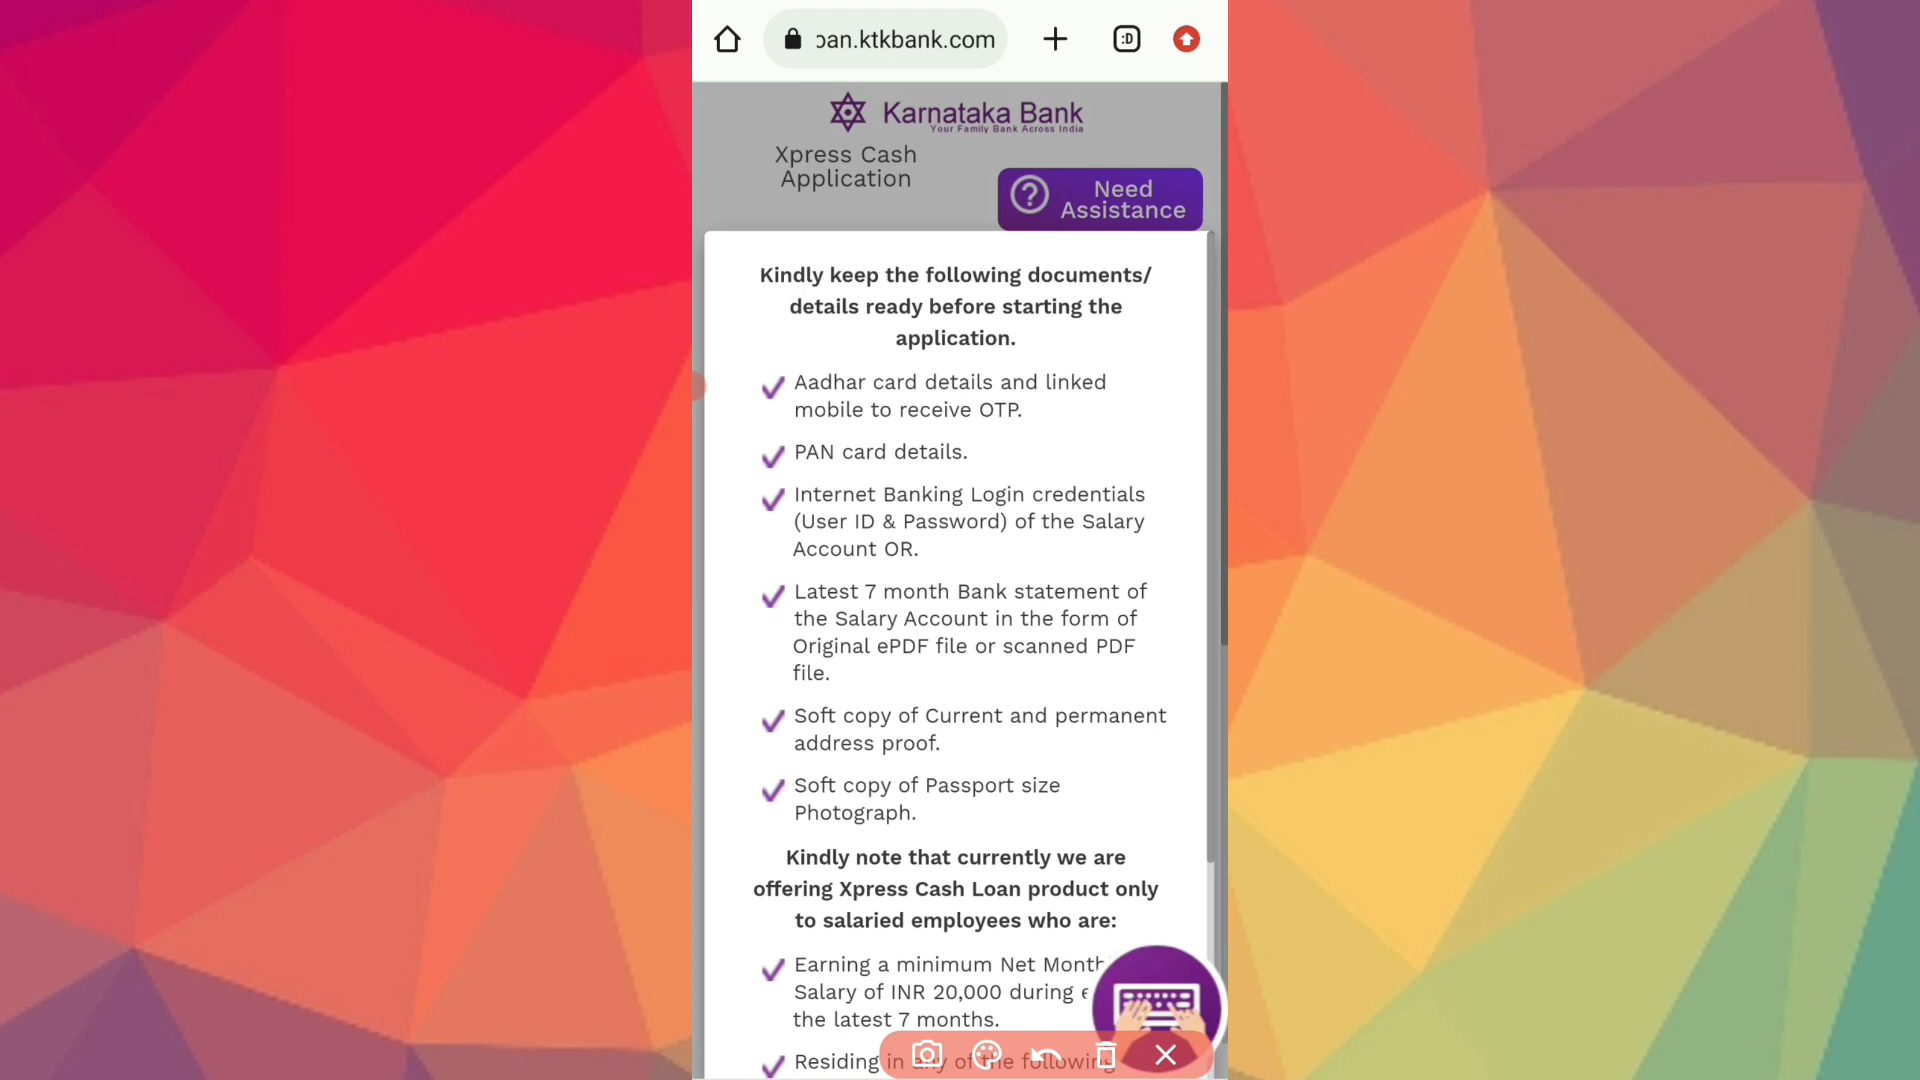 ban.ktkbank.com
:D
Karnataka Bank
Your Family Bank Across India
Xpress Cash
Application
Need
Assistance
Kindly keep the following documents/
details ready before starting the
application.
Aadhar card details and linked
mobile to receive OTP.
PAN card details.
Internet Banking Login credentials
(User ID & Password) of the Salary
Account OR.
Latest 7 month Bank statement of
the Salary Account in the form of
Original ePDF file or scanned PDF
file.
Soft copy of Current and permanent
address proof.
Soft copy of Passport size
Photograph.
Kindly note that currently we are
offering Xpress Cash Loan product only
to salaried employees who are:
Earning a minimum Net Month
Salary of INR 20,000 during
the latest 7 months.
Residing in any of the following